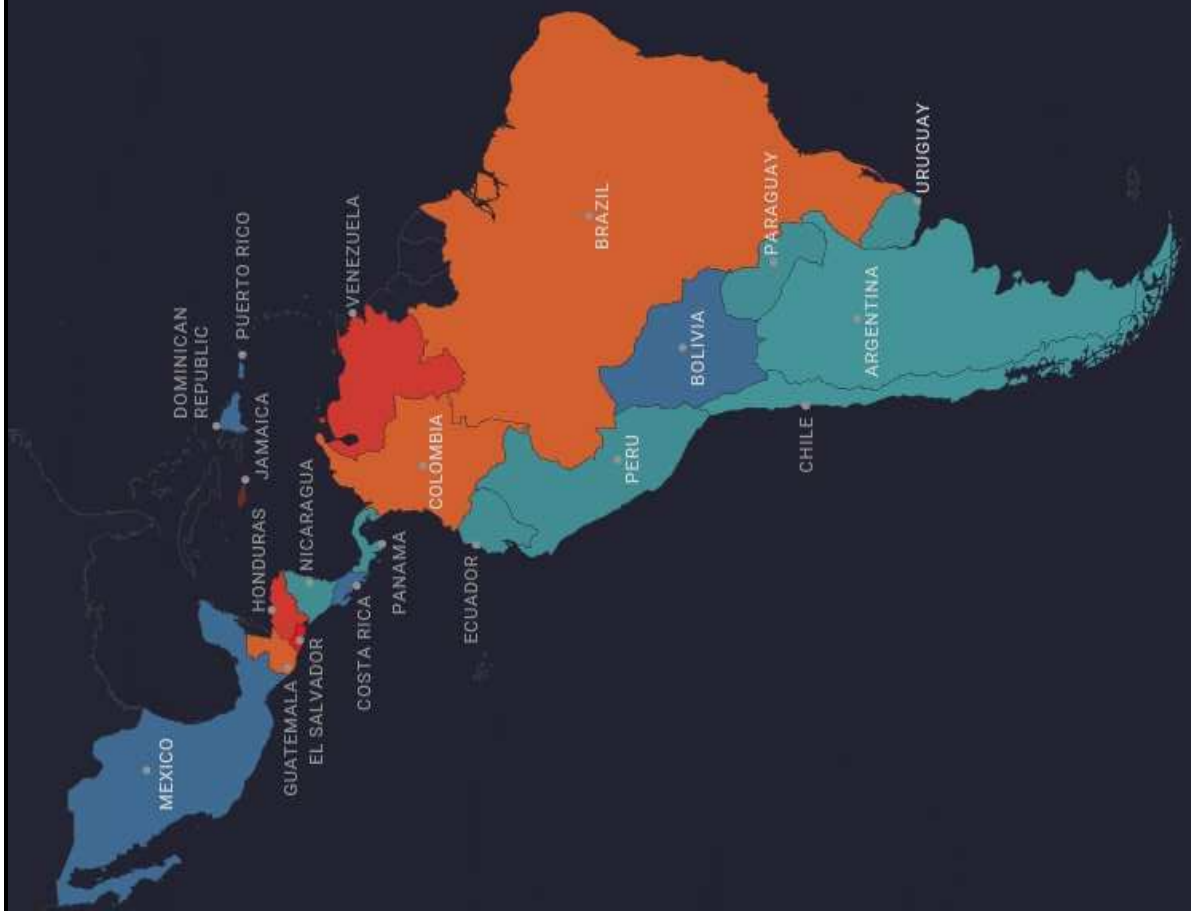 MEXICO
GUATEMALA
EL SALVADOR
HONDURAS
NICARAGUA
COSTA RICA
PANAMA
JAMAICA
DOMINICAN
REPUBLIC
PUERTO RICO
VENEZUELA
COLOMBIA
ECUADOR
PERU
BRAZIL
BOLIVIA
PARAGUAY
CHILE
ARGENTINA
URUGUAY